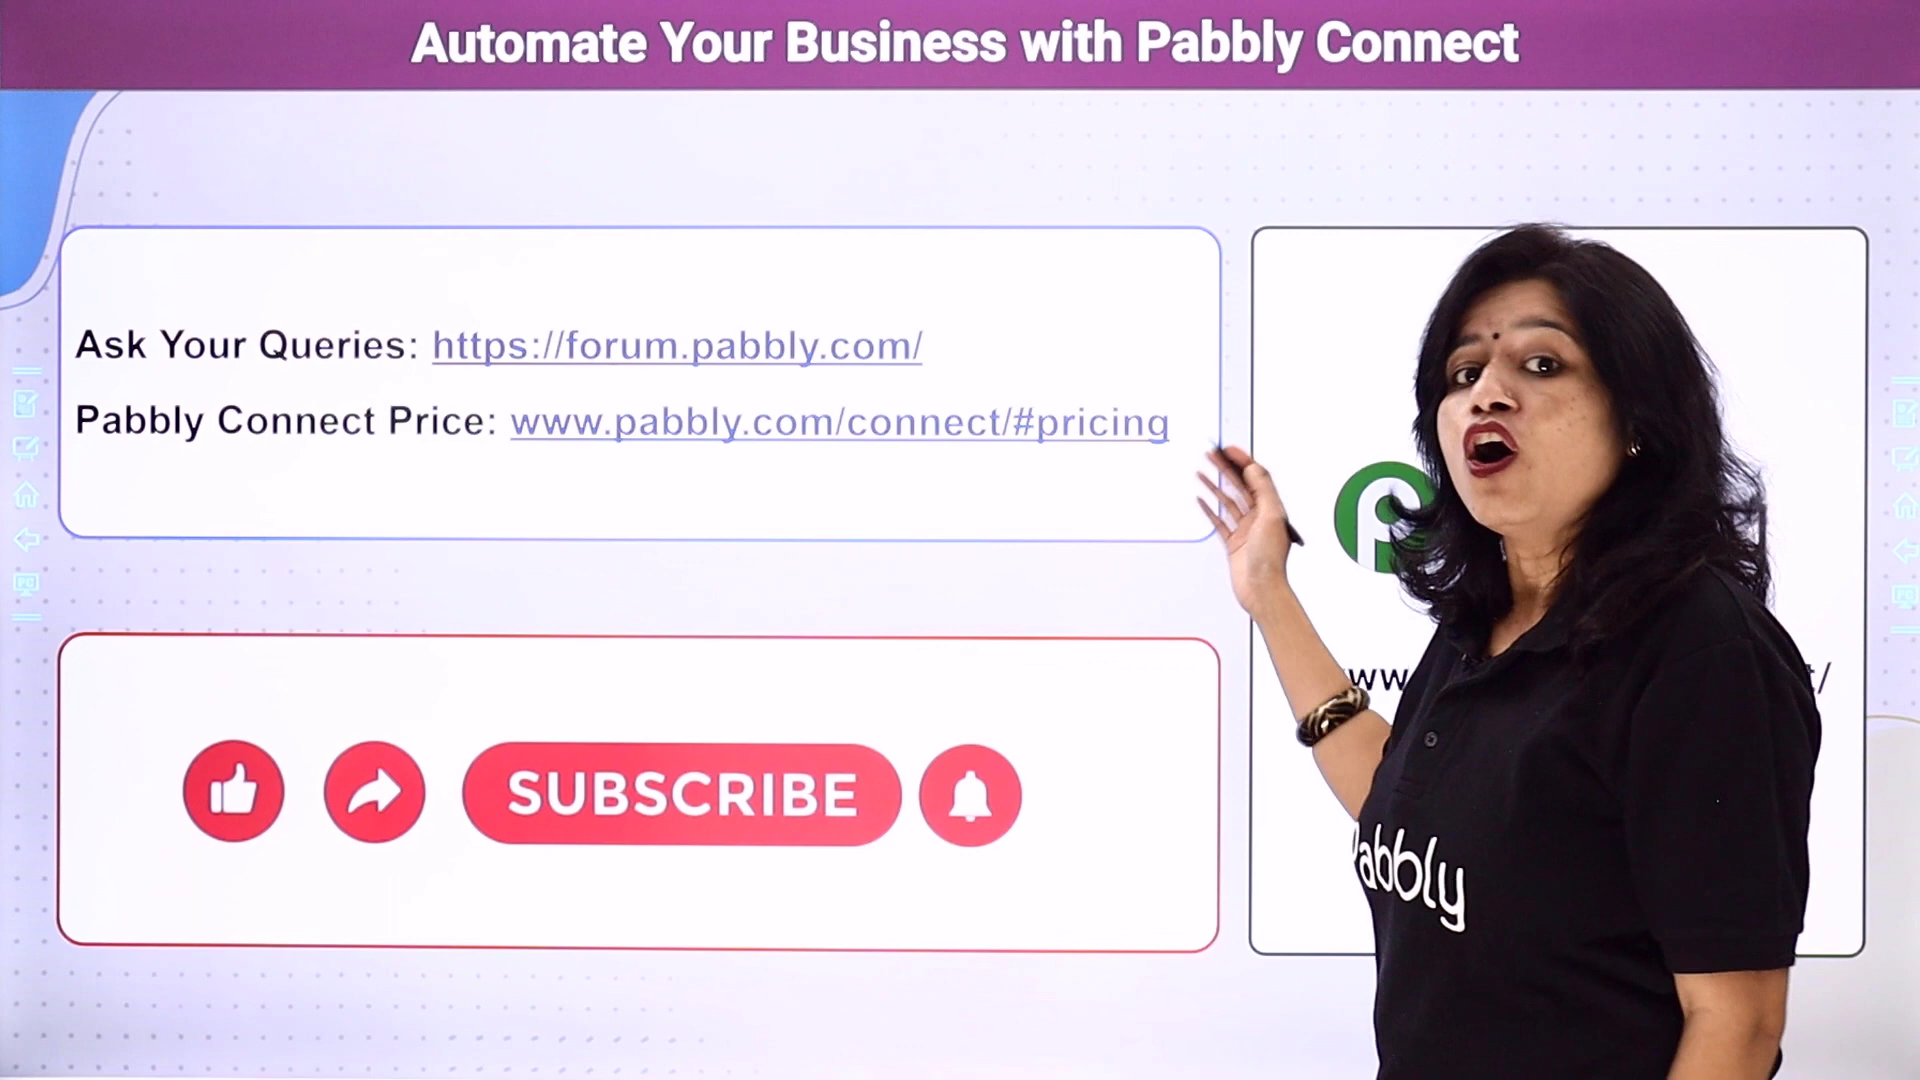 Automate Your Business with Pabbly Connect
Ask Your Queries: https://forum.pabbly.com/
Pabbly Connect Price: www.pabbly.com/connect/#pricing
SUBSCRIBE
Pabbly